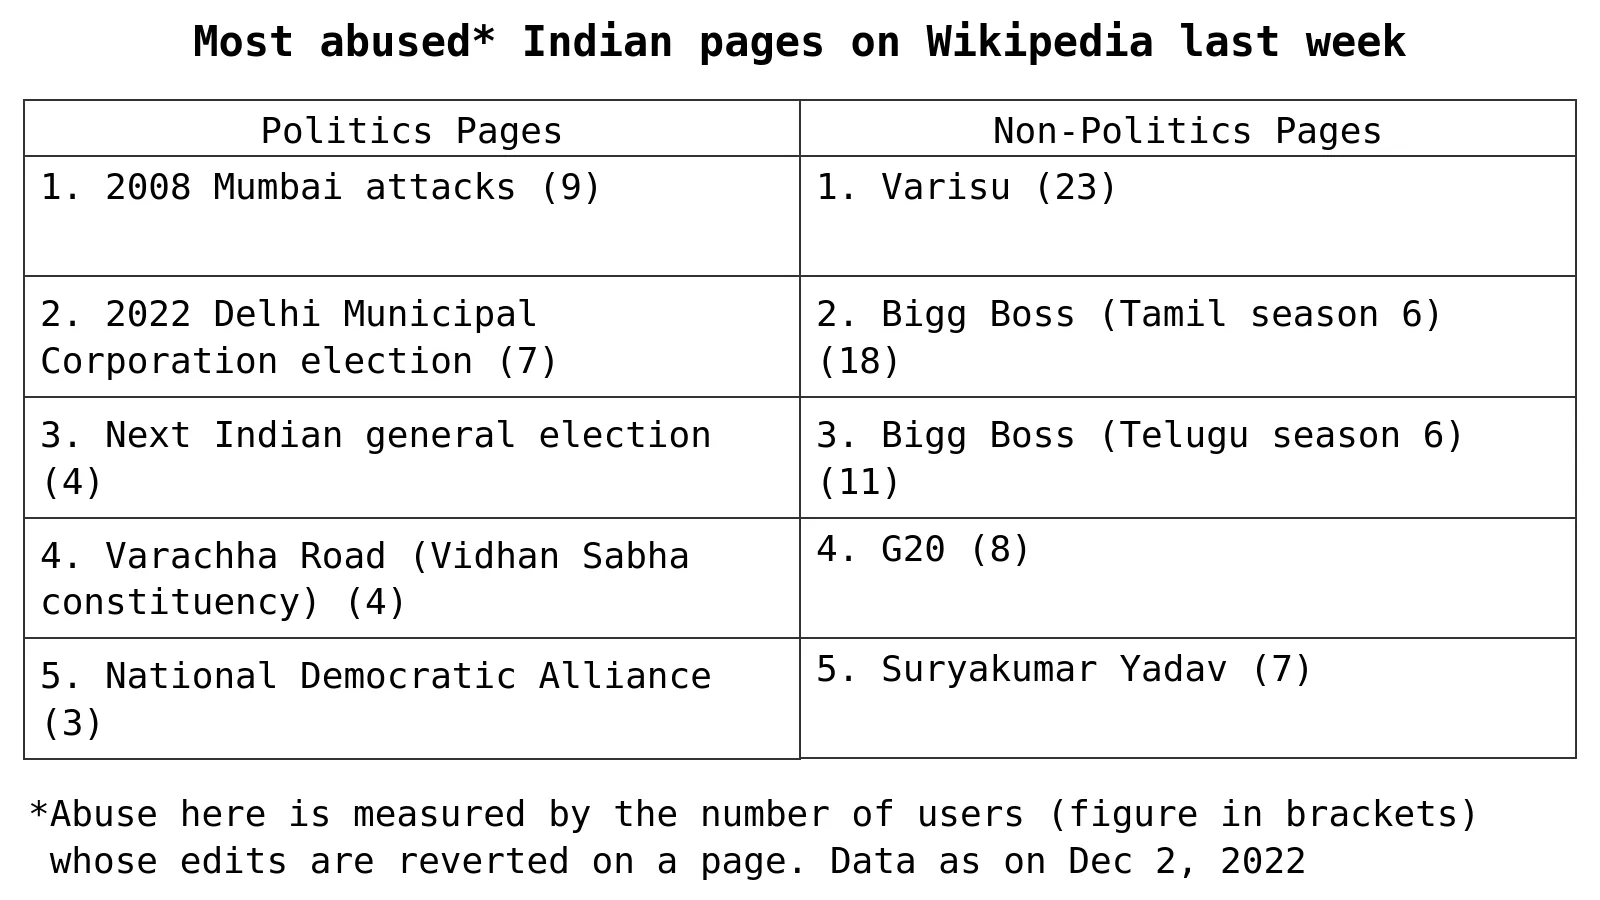 Most abused* Indian pages on Wikipedia last week
Politics Pages
Non-Politics Pages
1. 2008 Mumbai attacks (9)
1. Varisu (23)
2. 2022 Delhi Municipal
Corporation election (7)
2. Bigg Boss (Tamil season 6)
(18)
3. Next Indian general election
(4)
3. Bigg Boss (Telugu season 6)
(11)
4. Varachha Road (Vidhan Sabha
constituency) (4)
4. G20 (8)
5. National Democratic Alliance
(3)
5. Suryakumar Yadav (7)
*Abuse here is measured by the number of users (figure in brackets)
whose edits are reverted on a page. Data as on Dec 2, 2022